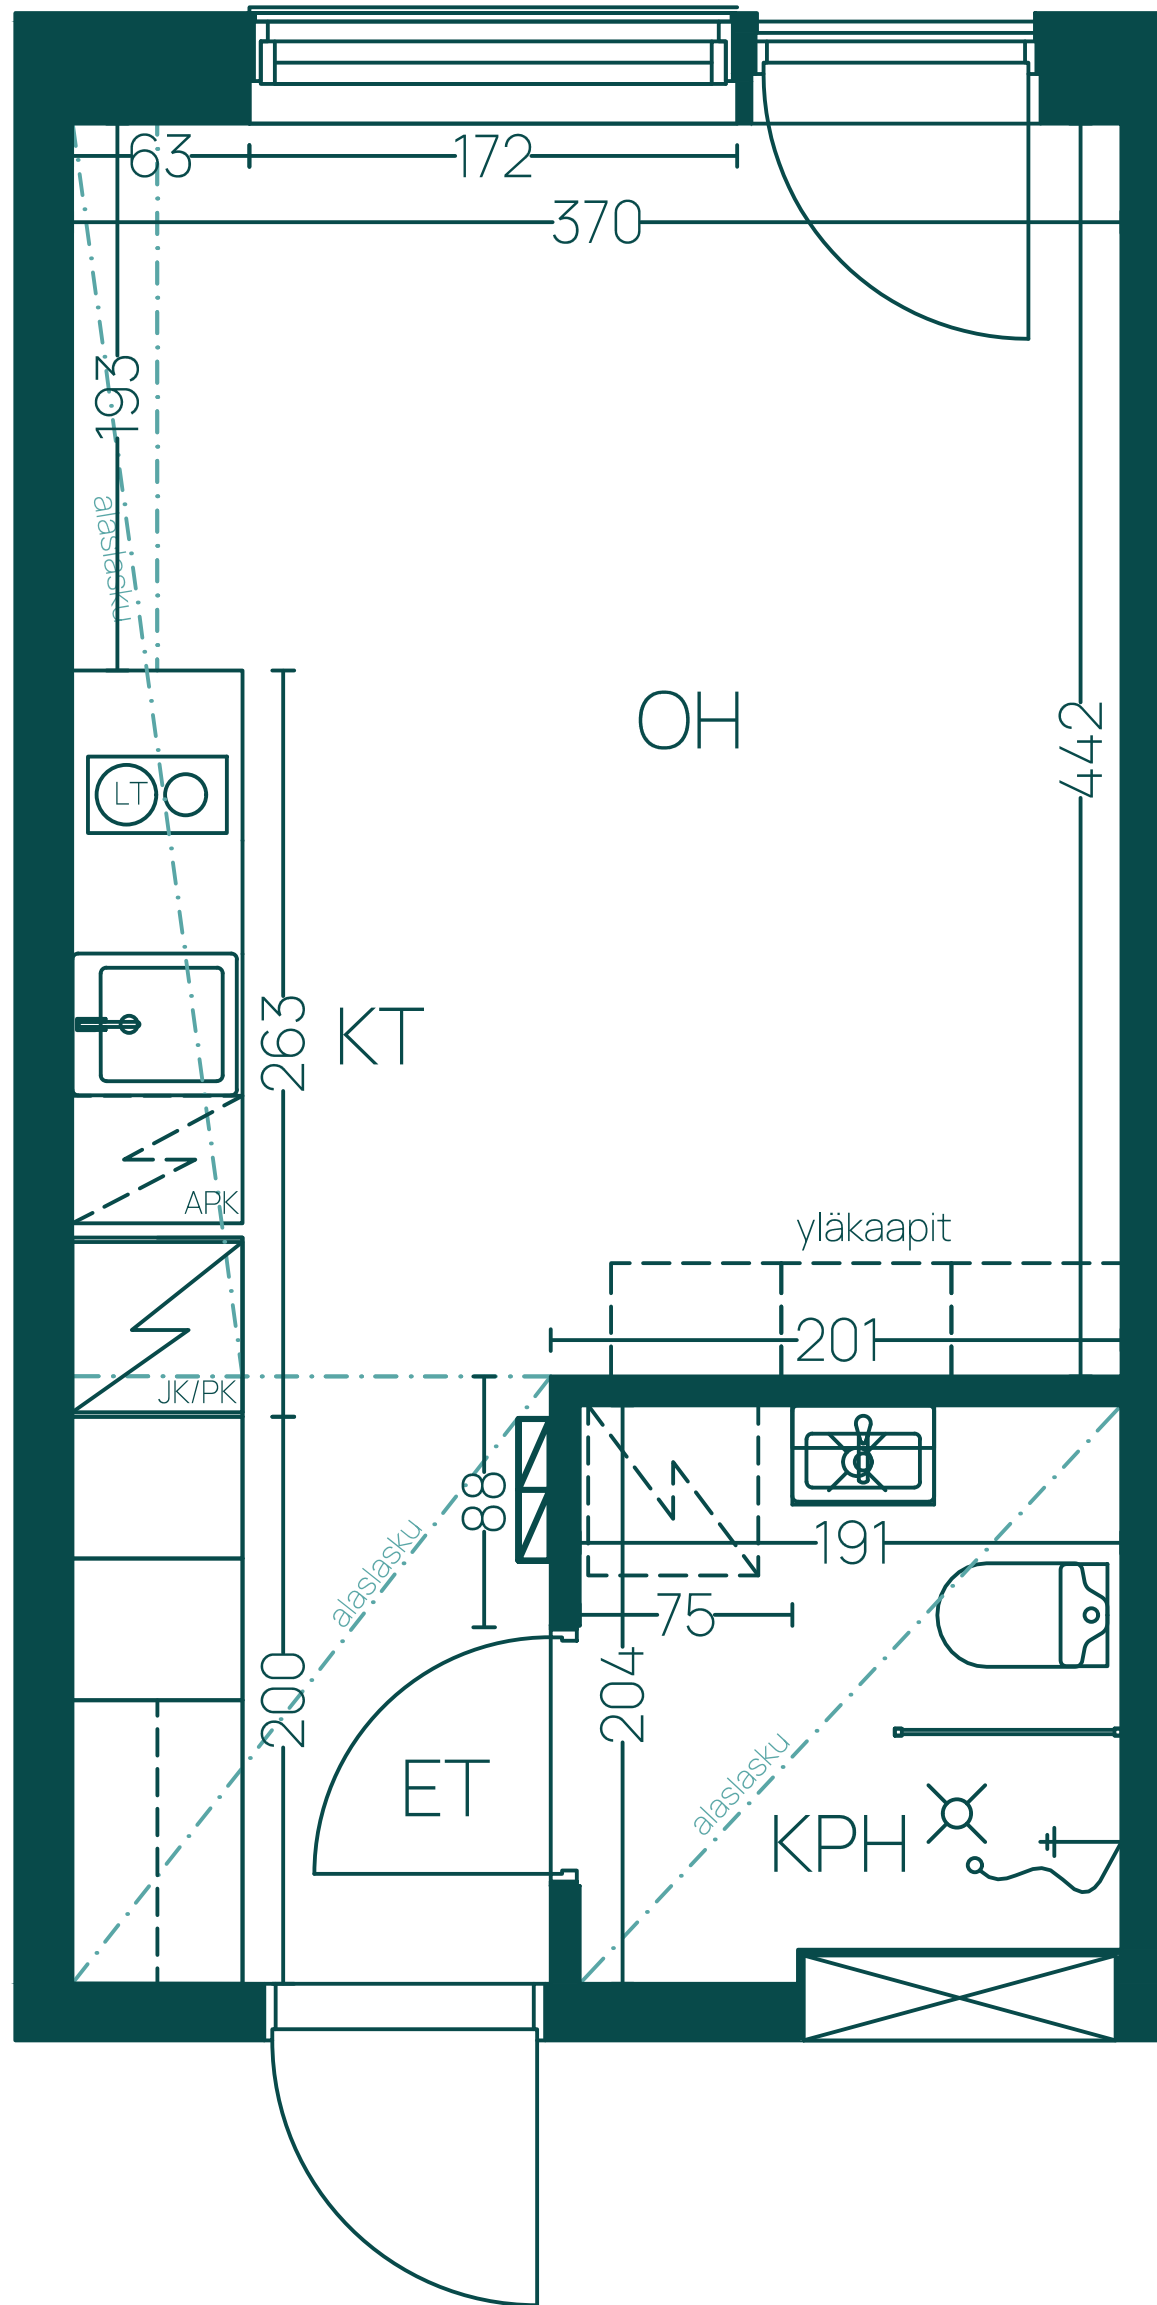 63
172
370
193
alaslasku
OH
442
LT
263
KT
APK
yläkaapit
201
JK/PK
88
191
alaslasku
75
200
204
ET
alaslasku
KPH